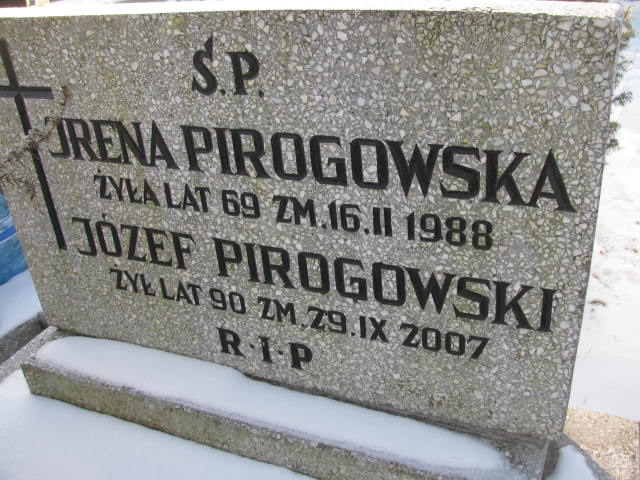 Ś.P.
IRENA PIROGOWSKA
ŻYŁA LAT 69 ZM.16.II 1988
JÓZEF PIROGOWSKI
ŻYŁ LAT 90 ZM.29.IX 2007
R·I·P